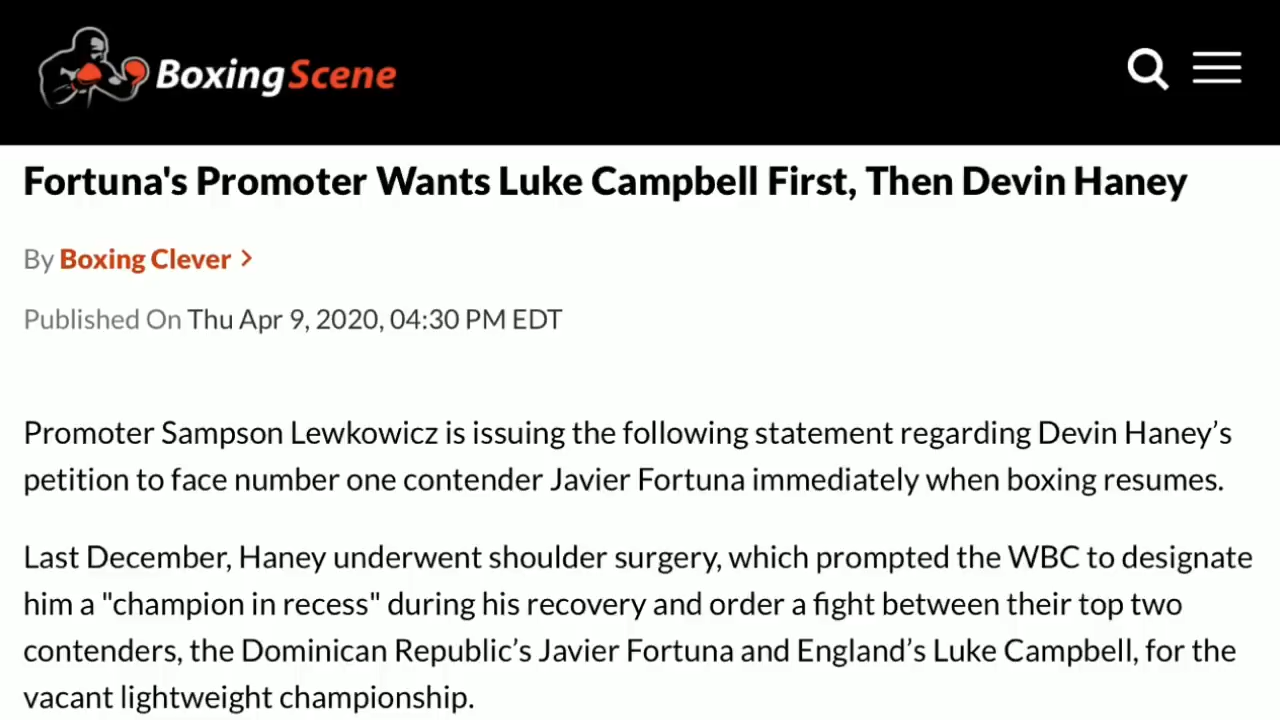 BoxingScene
Fortuna's Promoter Wants Luke Campbell First, Then Devin Haney
By Boxing Clever >
Published On Thu Apr 9, 2020, 04:30 PM EDT
Promoter Sampson Lewkowicz is issuing the following statement regarding Devin Haney’s
petition to face number one contender Javier Fortuna immediately when boxing resumes.
Last December, Haney underwent shoulder surgery, which prompted the WBC to designate
him a "champion in recess" during his recovery and order a fight between their top two
contenders, the Dominican Republic’s Javier Fortuna and England’s Luke Campbell, for the
vacant lightweight championship.